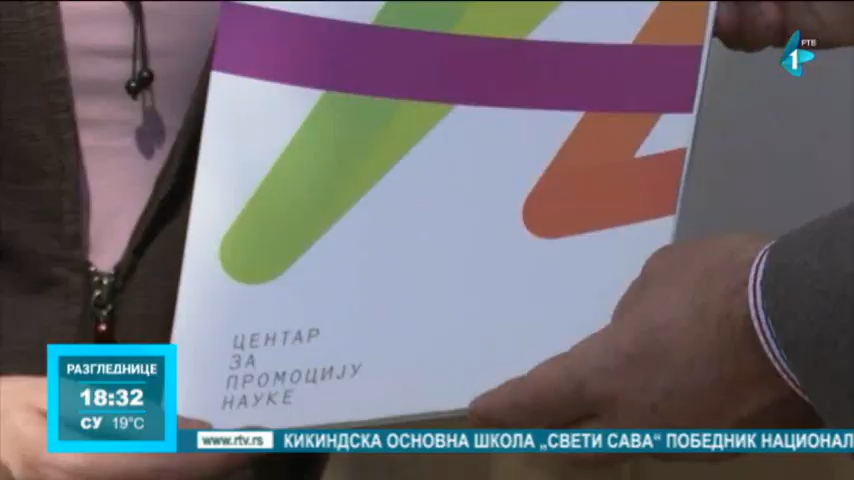 РТВ
1
ЦЕНТАР
ЗА
ПРОМОЦИЈУ
НАУКЕ
РАЗГЛЕДНИЦЕ
18:32
СУ 19°C
www.rtv.rs
КИКИНДСКА ОСНОВНА ШКОЛА „СВЕТИ САВА“ ПОБЕДНИК НАЦИОНАЛ